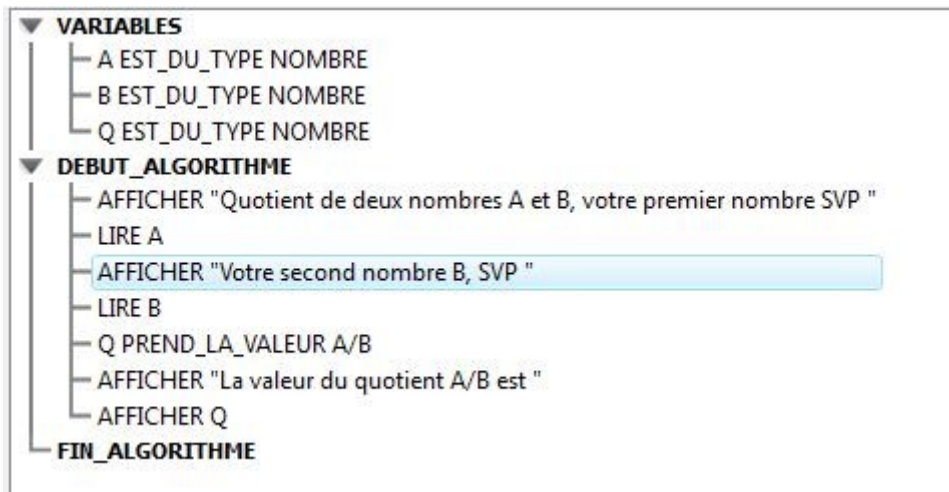 VARIABLES
A EST_DU_TYPE NOMBRE
B EST_DU_TYPE NOMBRE
Q EST_DU_TYPE NOMBRE
DEBUT_ALGORITHME
AFFICHER "Quotient de deux nombres A et B, votre premier nombre SVP "
LIRE A
AFFICHER "Votre second nombre B, SVP "
LIRE B
Q PREND_LA_VALEUR A/B
AFFICHER "La valeur du quotient A/B est "
AFFICHER Q
FIN_ALGORITHME